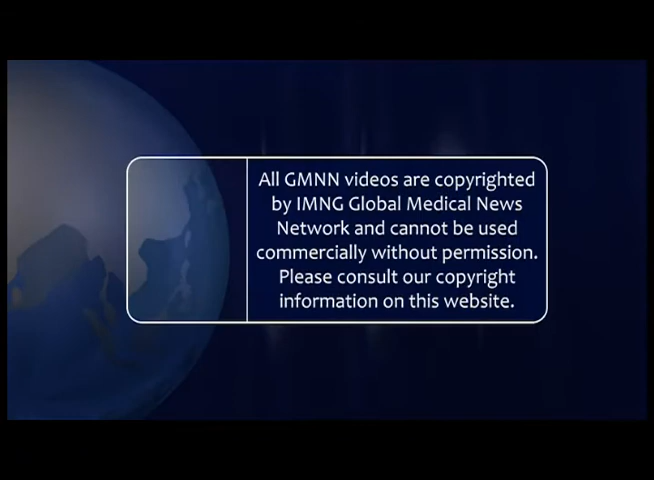 All GMNN videos are copyrighted
by IMNG Global Medical News
Network and cannot be used
commercially without permission.
Please consult our copyright
information on this website.